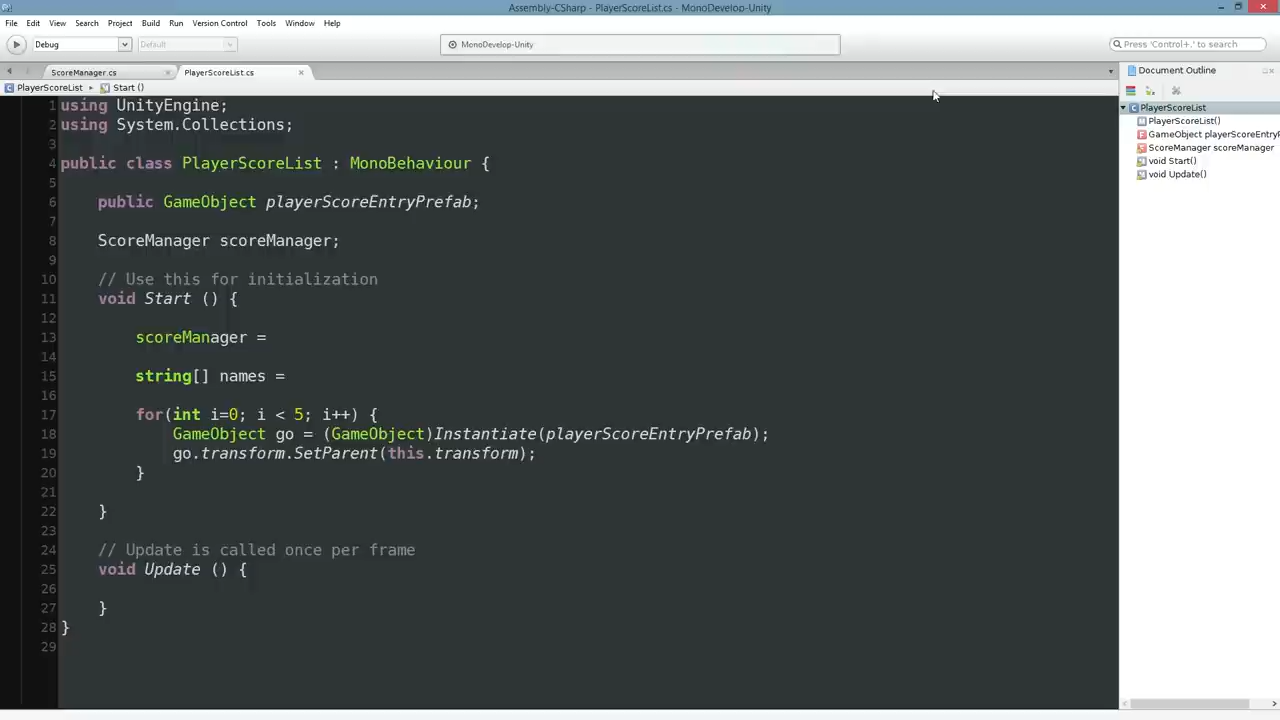 Assembly-CSharp - PlayerScoreList.cs - MonoDevelop-Unity
File Edit View Search Project Build Run Version Control Tools Window Help
Debug Default MonoDevelop-Unity Press 'Control+,' to search
ScoreManager.cs PlayerScoreList.cs Document Outline
PlayerScoreList Start ()
1 using UnityEngine;
2 using System.Collections;
3
4 public class PlayerScoreList : MonoBehaviour {
5
6 public GameObject playerScoreEntryPrefab;
7
8 ScoreManager scoreManager;
9
10 // Use this for initialization
11 void Start () {
12
13 scoreManager =
14
15 string[] names =
16
17 for(int i=0; i < 5; i++) {
18 GameObject go = (GameObject)Instantiate(playerScoreEntryPrefab);
19 go.transform.SetParent(this.transform);
20 }
21
22 }
23
24 // Update is called once per frame
25 void Update () {
26
27 }
28 }
29
PlayerScoreList
PlayerScoreList()
GameObject playerScoreEntryP
ScoreManager scoreManager
void Start()
void Update()